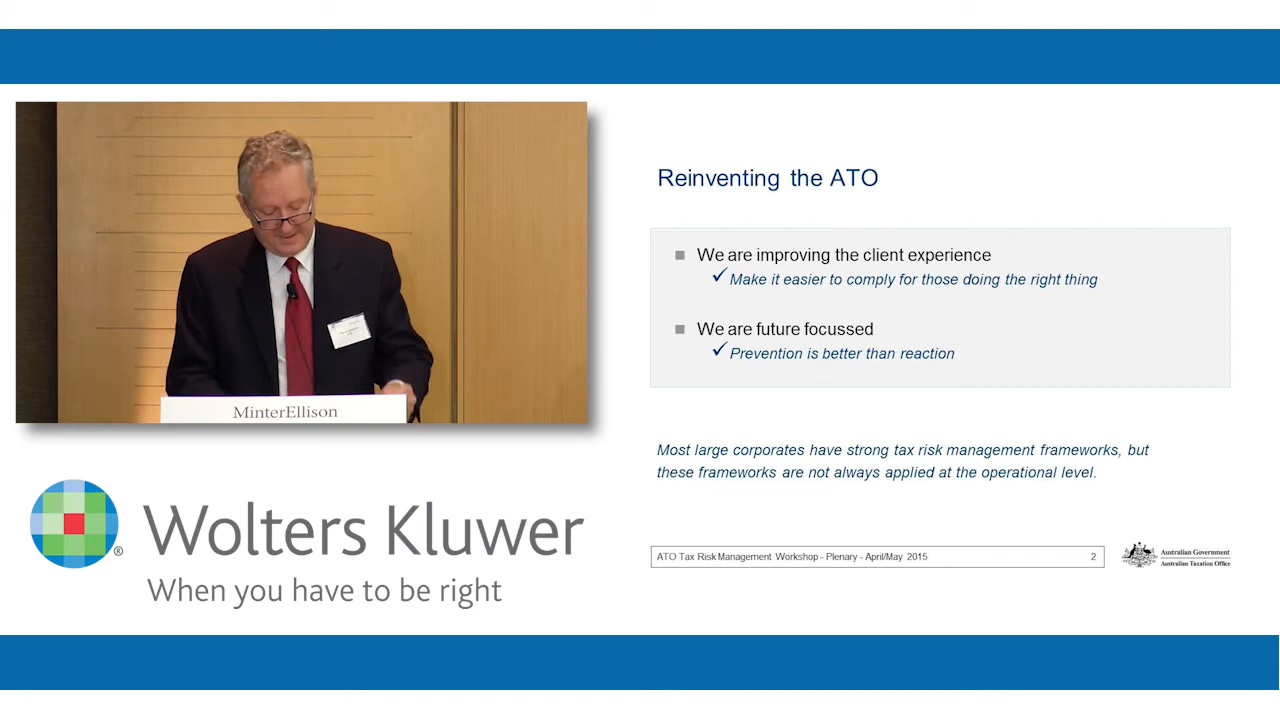 MinterEllison
Wolters Kluwer
®
When you have to be right
Reinventing the ATO
We are improving the client experience
Make it easier to comply for those doing the right thing
We are future focussed
Prevention is better than reaction
Most large corporates have strong tax risk management frameworks, but
these frameworks are not always applied at the operational level.
ATO Tax Risk Management Workshop - Plenary - April/May 2015
2
Australian Government
Australian Taxation Office